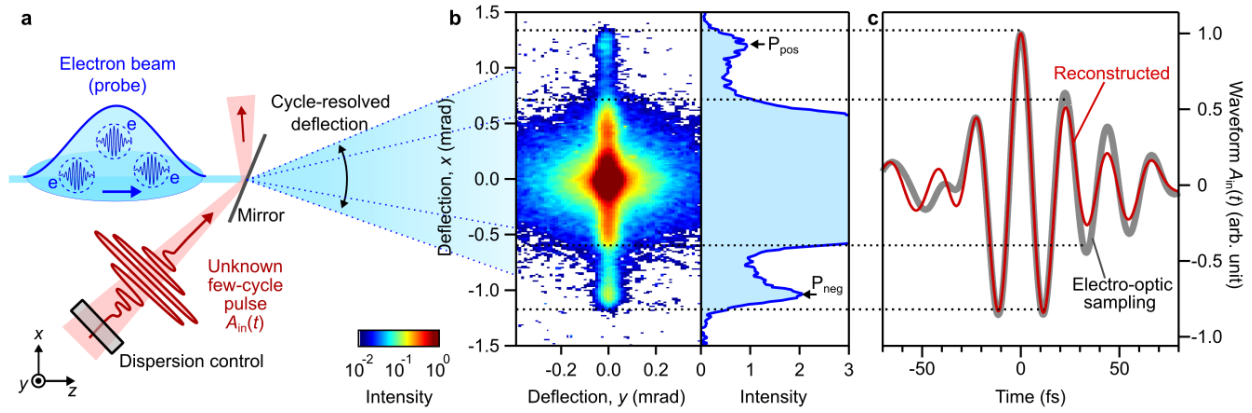 a
Electron beam
(probe)
e
e
e
Cycle-resolved
deflection
Mirror
Unknown
few-cycle
pulse
A_in(t)
Dispersion control
x
y
z
10^-2 10^-1 10^0
Intensity
b
Deflection, x (mrad)
1.5
1.0
0.5
0.0
-0.5
-1.0
-1.5
-0.2 0.0 0.2
Deflection, y (mrad)
P_pos
P_neg
0 1 2 3
Intensity
c
Reconstructed
Electro-optic
sampling
-50 0 50
Time (fs)
1.0
0.5
0
-0.5
-1.0
Waveform A_in(t) (arb. unit)